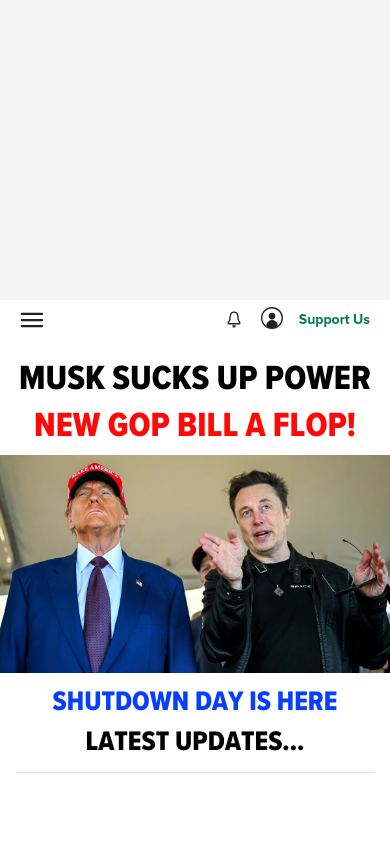 Support Us
MUSK SUCKS UP POWER
NEW GOP BILL A FLOP!
MAKE AMERICA
SPACE
SHUTDOWN DAY IS HERE
LATEST UPDATES...